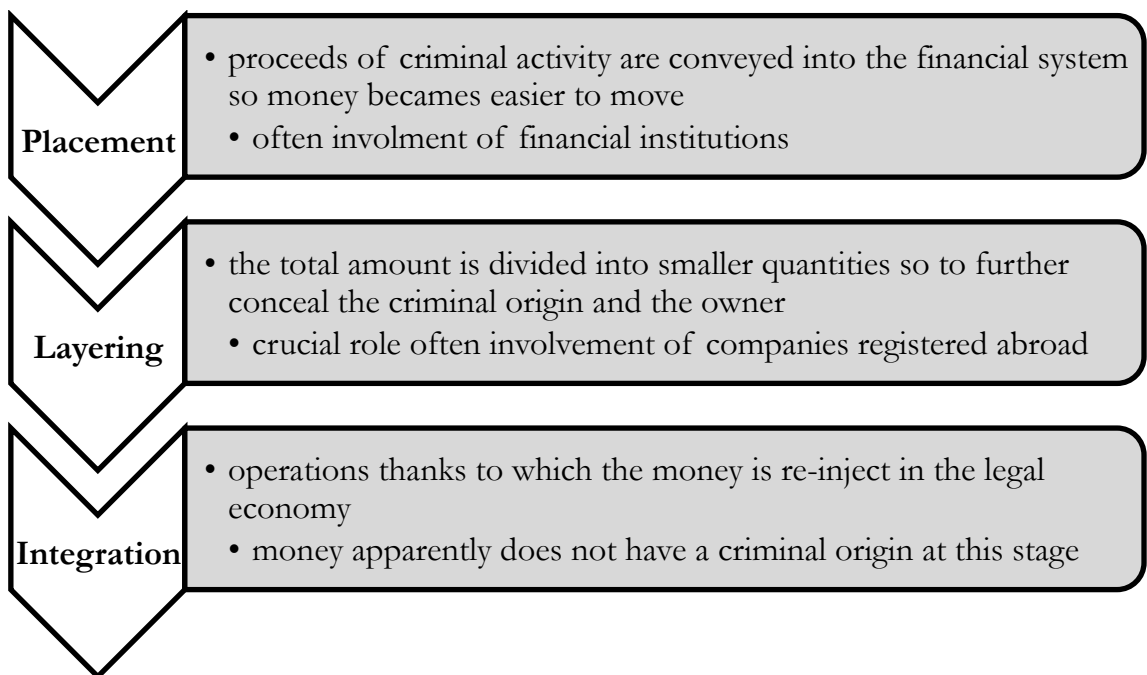 Placement
• proceeds of criminal activity are conveyed into the financial system
so money becames easier to move
• often involment of financial institutions
Layering
• the total amount is divided into smaller quantities so to further
conceal the criminal origin and the owner
• crucial role often involvement of companies registered abroad
Integration
• operations thanks to which the money is re-inject in the legal
economy
• money apparently does not have a criminal origin at this stage